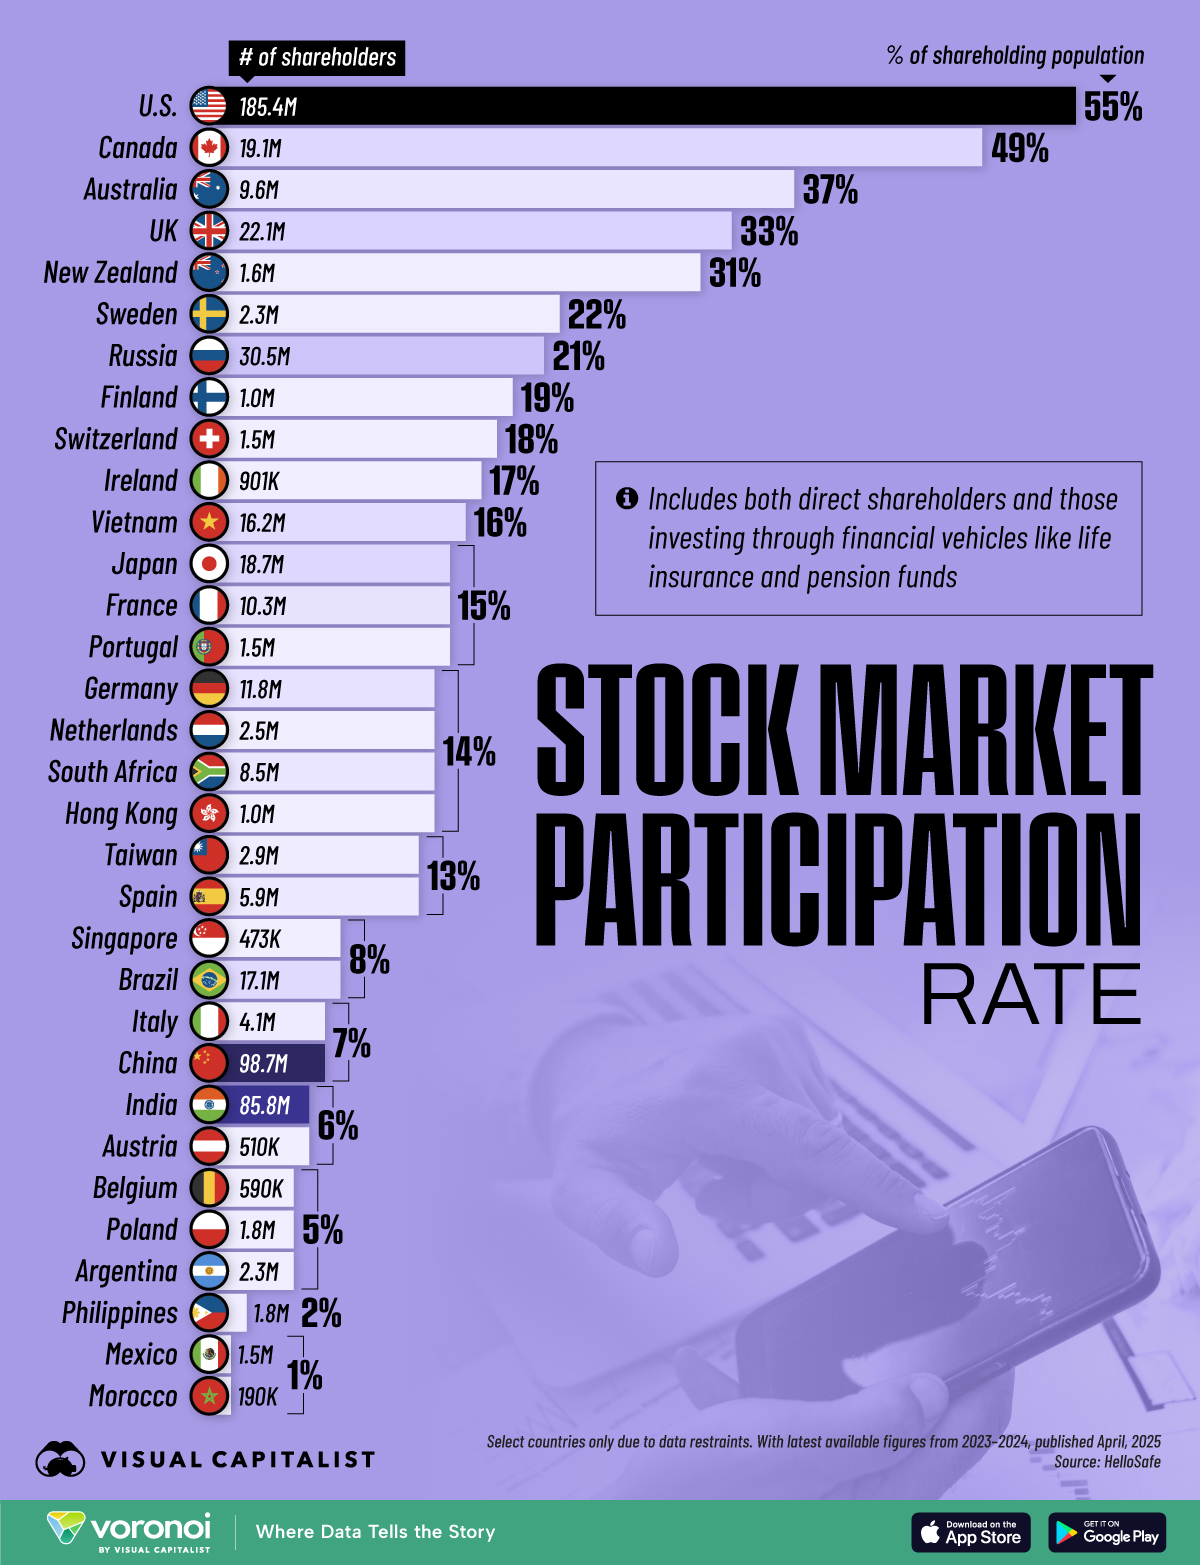 # of shareholders
% of shareholding population
U.S. 185.4M 55%
Canada 19.1M 49%
Australia 9.6M 37%
UK 22.1M 33%
New Zealand 1.6M 31%
Sweden 2.3M 22%
Russia 30.5M 21%
Finland 1.0M 19%
Switzerland 1.5M 18%
Ireland 901K 17%
Vietnam 16.2M 16%
Japan 18.7M
France 10.3M 15%
Portugal 1.5M
Germany 11.8M
Netherlands 2.5M
14%
South Africa 8.5M
Hong Kong 1.0M
Taiwan 2.9M
13%
Spain 5.9M
Singapore 473K
8%
Brazil 17.1M
Italy 4.1M
7%
China 98.7M
India 85.8M
6%
Austria 510K
Belgium 590K
Poland 1.8M 5%
Argentina 2.3M
Philippines 1.8M 2%
Mexico 1.5M
1%
Morocco 190K
Includes both direct shareholders and those
investing through financial vehicles like life
insurance and pension funds
STOCK MARKET
PARTICIPATION
RATE
Select countries only due to data restraints. With latest available figures from 2023-2024, published April, 2025
Source: HelloSafe
VISUAL CAPITALIST
voronoi
BY VISUAL CAPITALIST
Where Data Tells the Story
Download on the
App Store
GET IT ON
Google Play